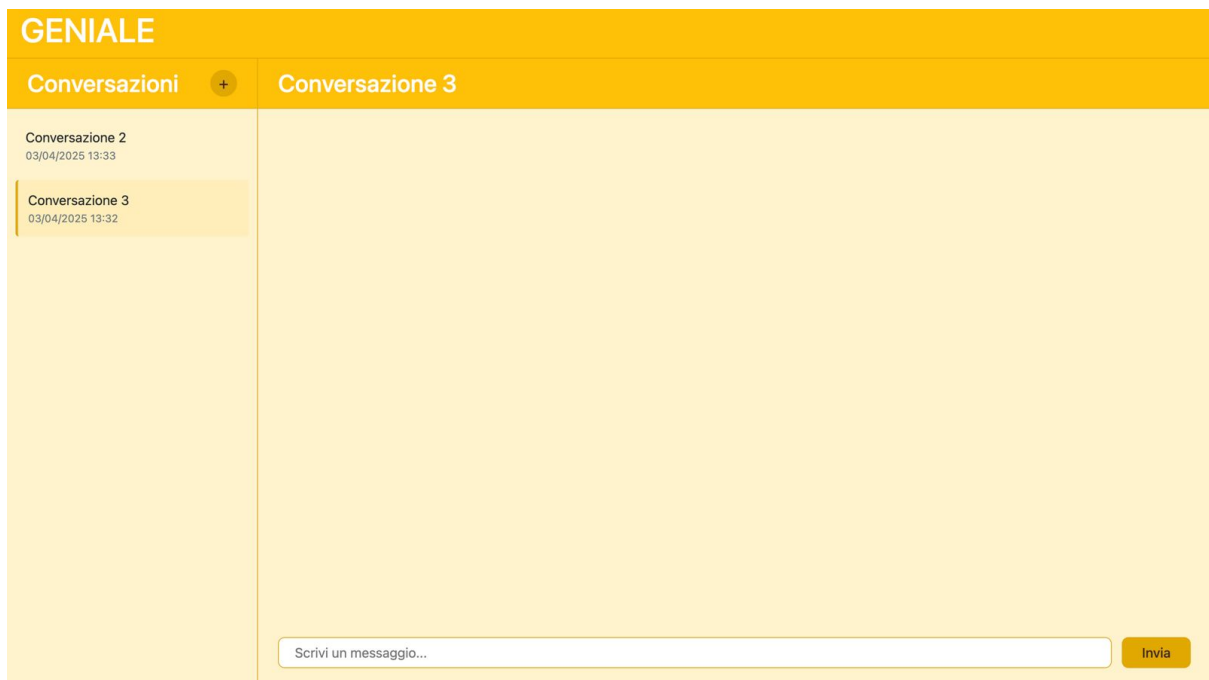 GENIALE
Conversazioni +
Conversazione 3
Conversazione 2
03/04/2025 13:33
Conversazione 3
03/04/2025 13:32
Scrivi un messaggio...
Invia